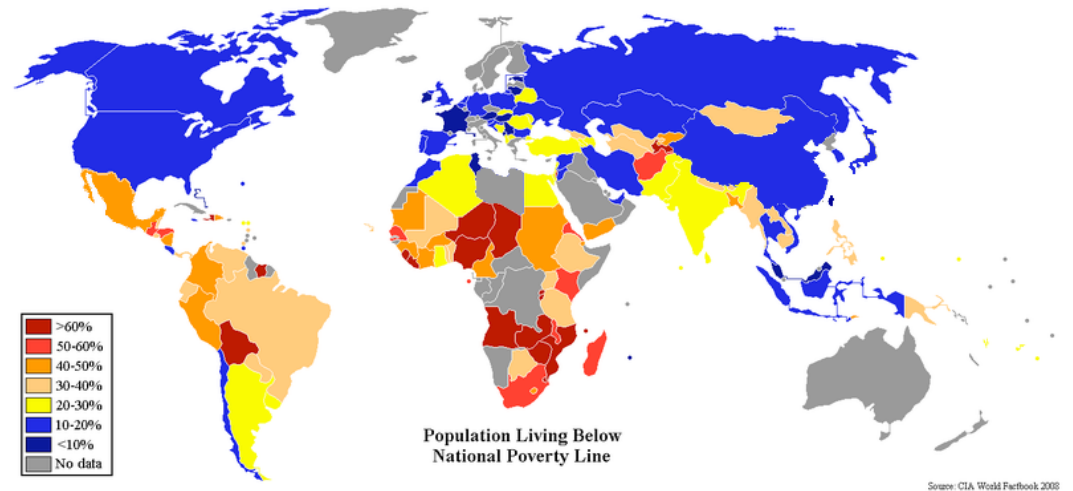 >60%
50-60%
40-50%
30-40%
20-30%
10-20%
<10%
No data
Population Living Below
National Poverty Line
Source: CIA World Factbook 2008